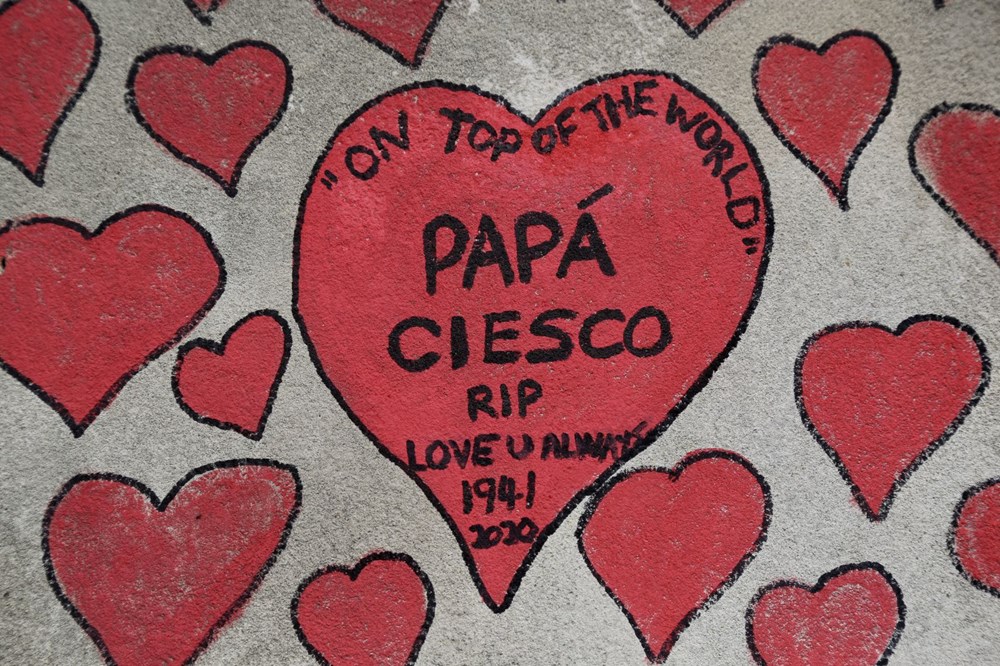 "ON TOP OF THE WORLD"
PAPÁ
CIESCO
RIP
LOVE U ALWAYS
1941
2020